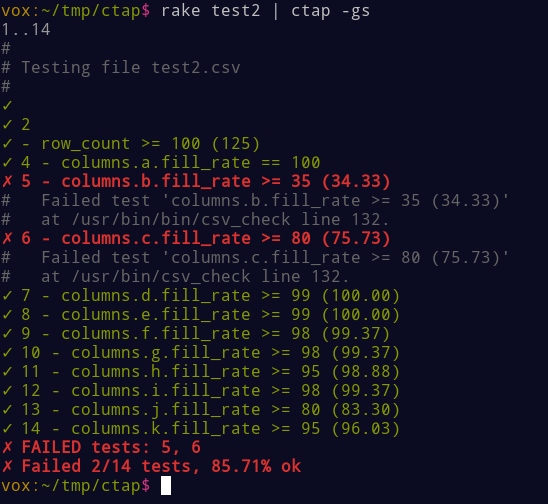 vox:~/tmp/ctap$ rake test2 | ctap -gs
1..14
#
# Testing file test2.csv
#
✓
✓ 2
✓ - row_count >= 100 (125)
✓ 4 - columns.a.fill_rate == 100
✗ 5 - columns.b.fill_rate >= 35 (34.33)
#   Failed test 'columns.b.fill_rate >= 35 (34.33)'
#   at /usr/bin/bin/csv_check line 132.
✗ 6 - columns.c.fill_rate >= 80 (75.73)
#   Failed test 'columns.c.fill_rate >= 80 (75.73)'
#   at /usr/bin/csv_check line 132.
✓ 7 - columns.d.fill_rate >= 99 (100.00)
✓ 8 - columns.e.fill_rate >= 99 (100.00)
✓ 9 - columns.f.fill_rate >= 98 (99.37)
✓ 10 - columns.g.fill_rate >= 98 (99.37)
✓ 11 - columns.h.fill_rate >= 95 (98.88)
✓ 12 - columns.i.fill_rate >= 98 (99.37)
✓ 13 - columns.j.fill_rate >= 80 (83.30)
✓ 14 - columns.k.fill_rate >= 95 (96.03)
✗ FAILED tests: 5, 6
✗ Failed 2/14 tests, 85.71% ok
vox:~/tmp/ctap$